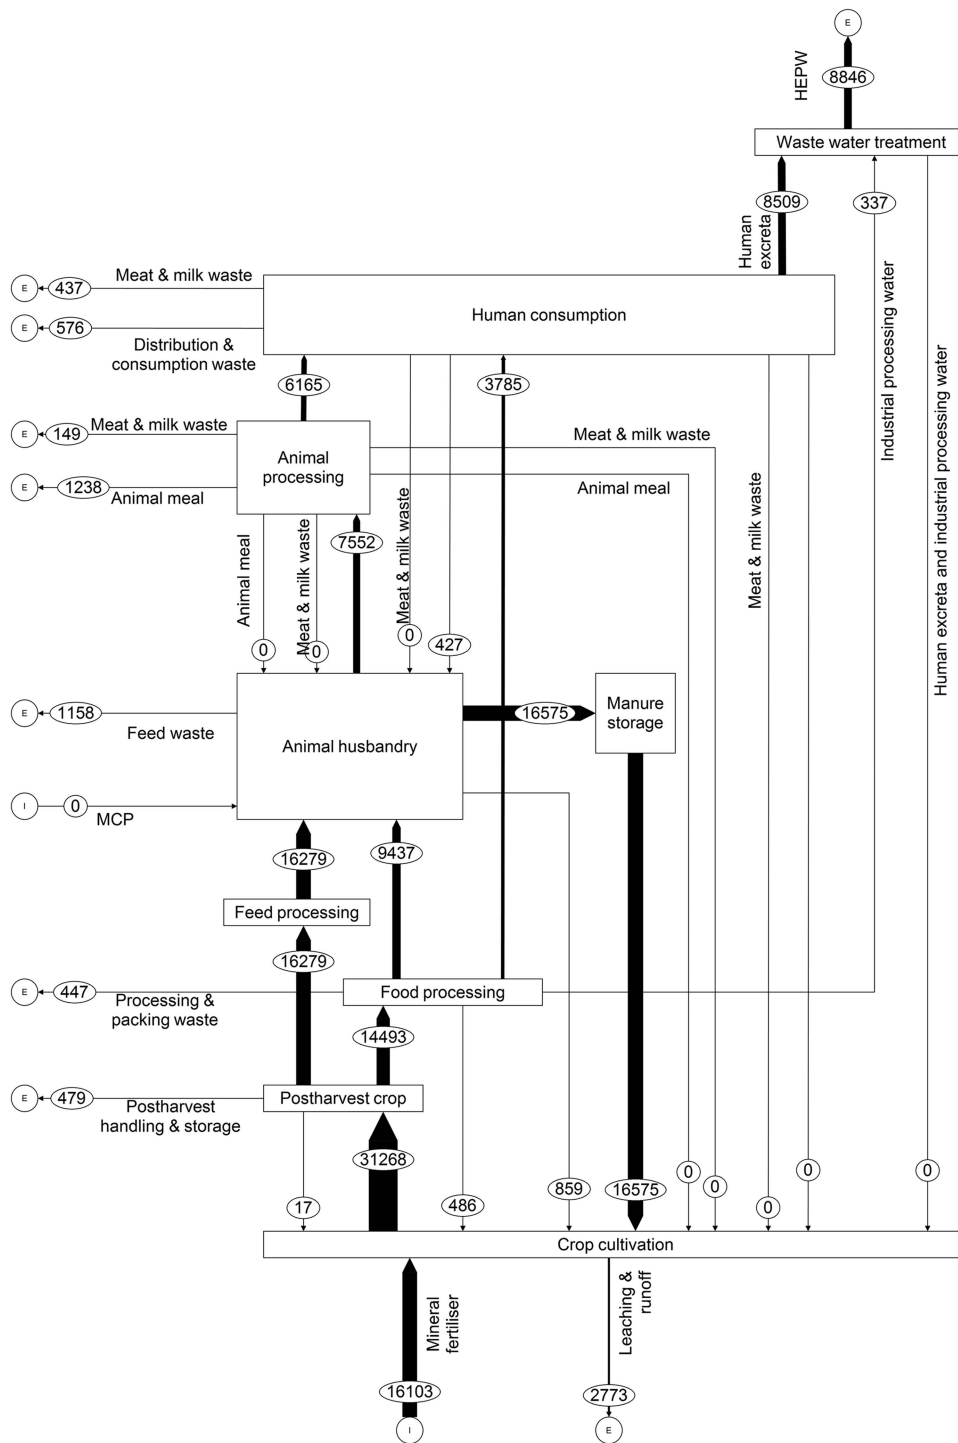 E
8846
HEPW
Waste water treatment
8509
337
Human
excreta
Industrial processing water
Human excreta and industrial processing water
E
437
Meat & milk waste
Human consumption
E
576
Distribution &
consumption waste
6165
3785
E
149
Meat & milk waste
Animal
processing
Meat & milk waste
E
1238
Animal meal
Animal meal
7552
Animal meal
Meat & milk waste
Meat & milk waste
Meat & milk waste
0
0
0
427
E
1158
Feed waste
Animal husbandry
16575
Manure
storage
I
0
MCP
16279
9437
Feed processing
16279
E
447
Processing &
packing waste
Food processing
14493
E
479
Postharvest
handling & storage
Postharvest crop
31268
17
486
859
16575
0
0
0
0
0
Crop cultivation
Mineral
fertiliser
Leaching &
runoff
16103
2773
I
E